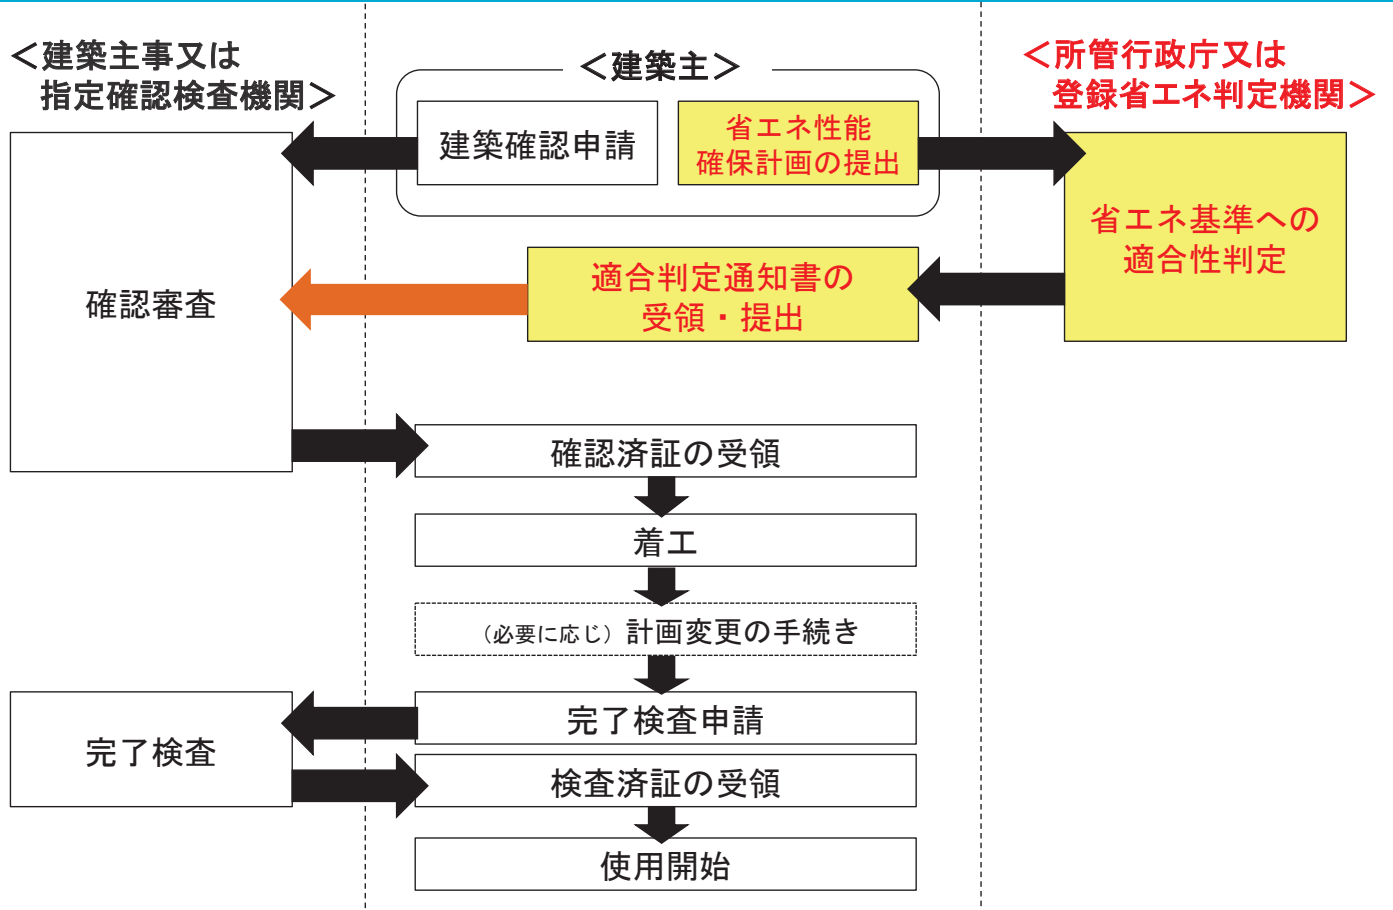 ＜建築主事又は
指定確認検査機関＞
＜建築主＞
＜所管行政庁又は
登録省エネ判定機関＞
建築確認申請
省エネ性能
確保計画の提出
省エネ基準への
適合性判定
適合判定通知書の
受領・提出
確認審査
確認済証の受領
着工
（必要に応じ）計画変更の手続き
完了検査申請
完了検査
検査済証の受領
使用開始